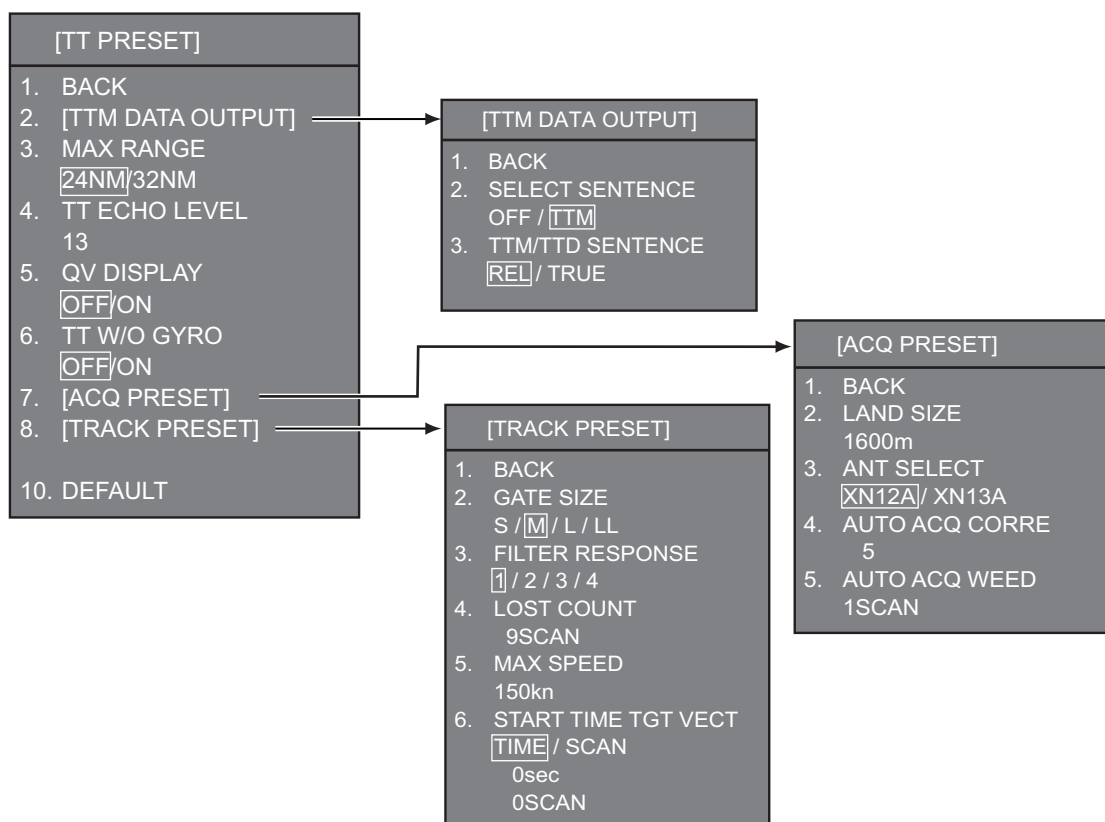 [TT PRESET]
1. BACK
2. [TTM DATA OUTPUT]
3. MAX RANGE
24NM/32NM
4. TT ECHO LEVEL
13
5. QV DISPLAY
OFF/ON
6. TT W/O GYRO
OFF/ON
7. [ACQ PRESET]
8. [TRACK PRESET]
10. DEFAULT
[TTM DATA OUTPUT]
1. BACK
2. SELECT SENTENCE
OFF / TTM
3. TTM/TTD SENTENCE
REL / TRUE
[ACQ PRESET]
1. BACK
2. LAND SIZE
1600m
3. ANT SELECT
XN12A / XN13A
4. AUTO ACQ CORRE
5
5. AUTO ACQ WEED
1SCAN
[TRACK PRESET]
1. BACK
2. GATE SIZE
S / M / L / LL
3. FILTER RESPONSE
1 / 2 / 3 / 4
4. LOST COUNT
9SCAN
5. MAX SPEED
150kn
6. START TIME TGT VECT
TIME / SCAN
0sec
0SCAN